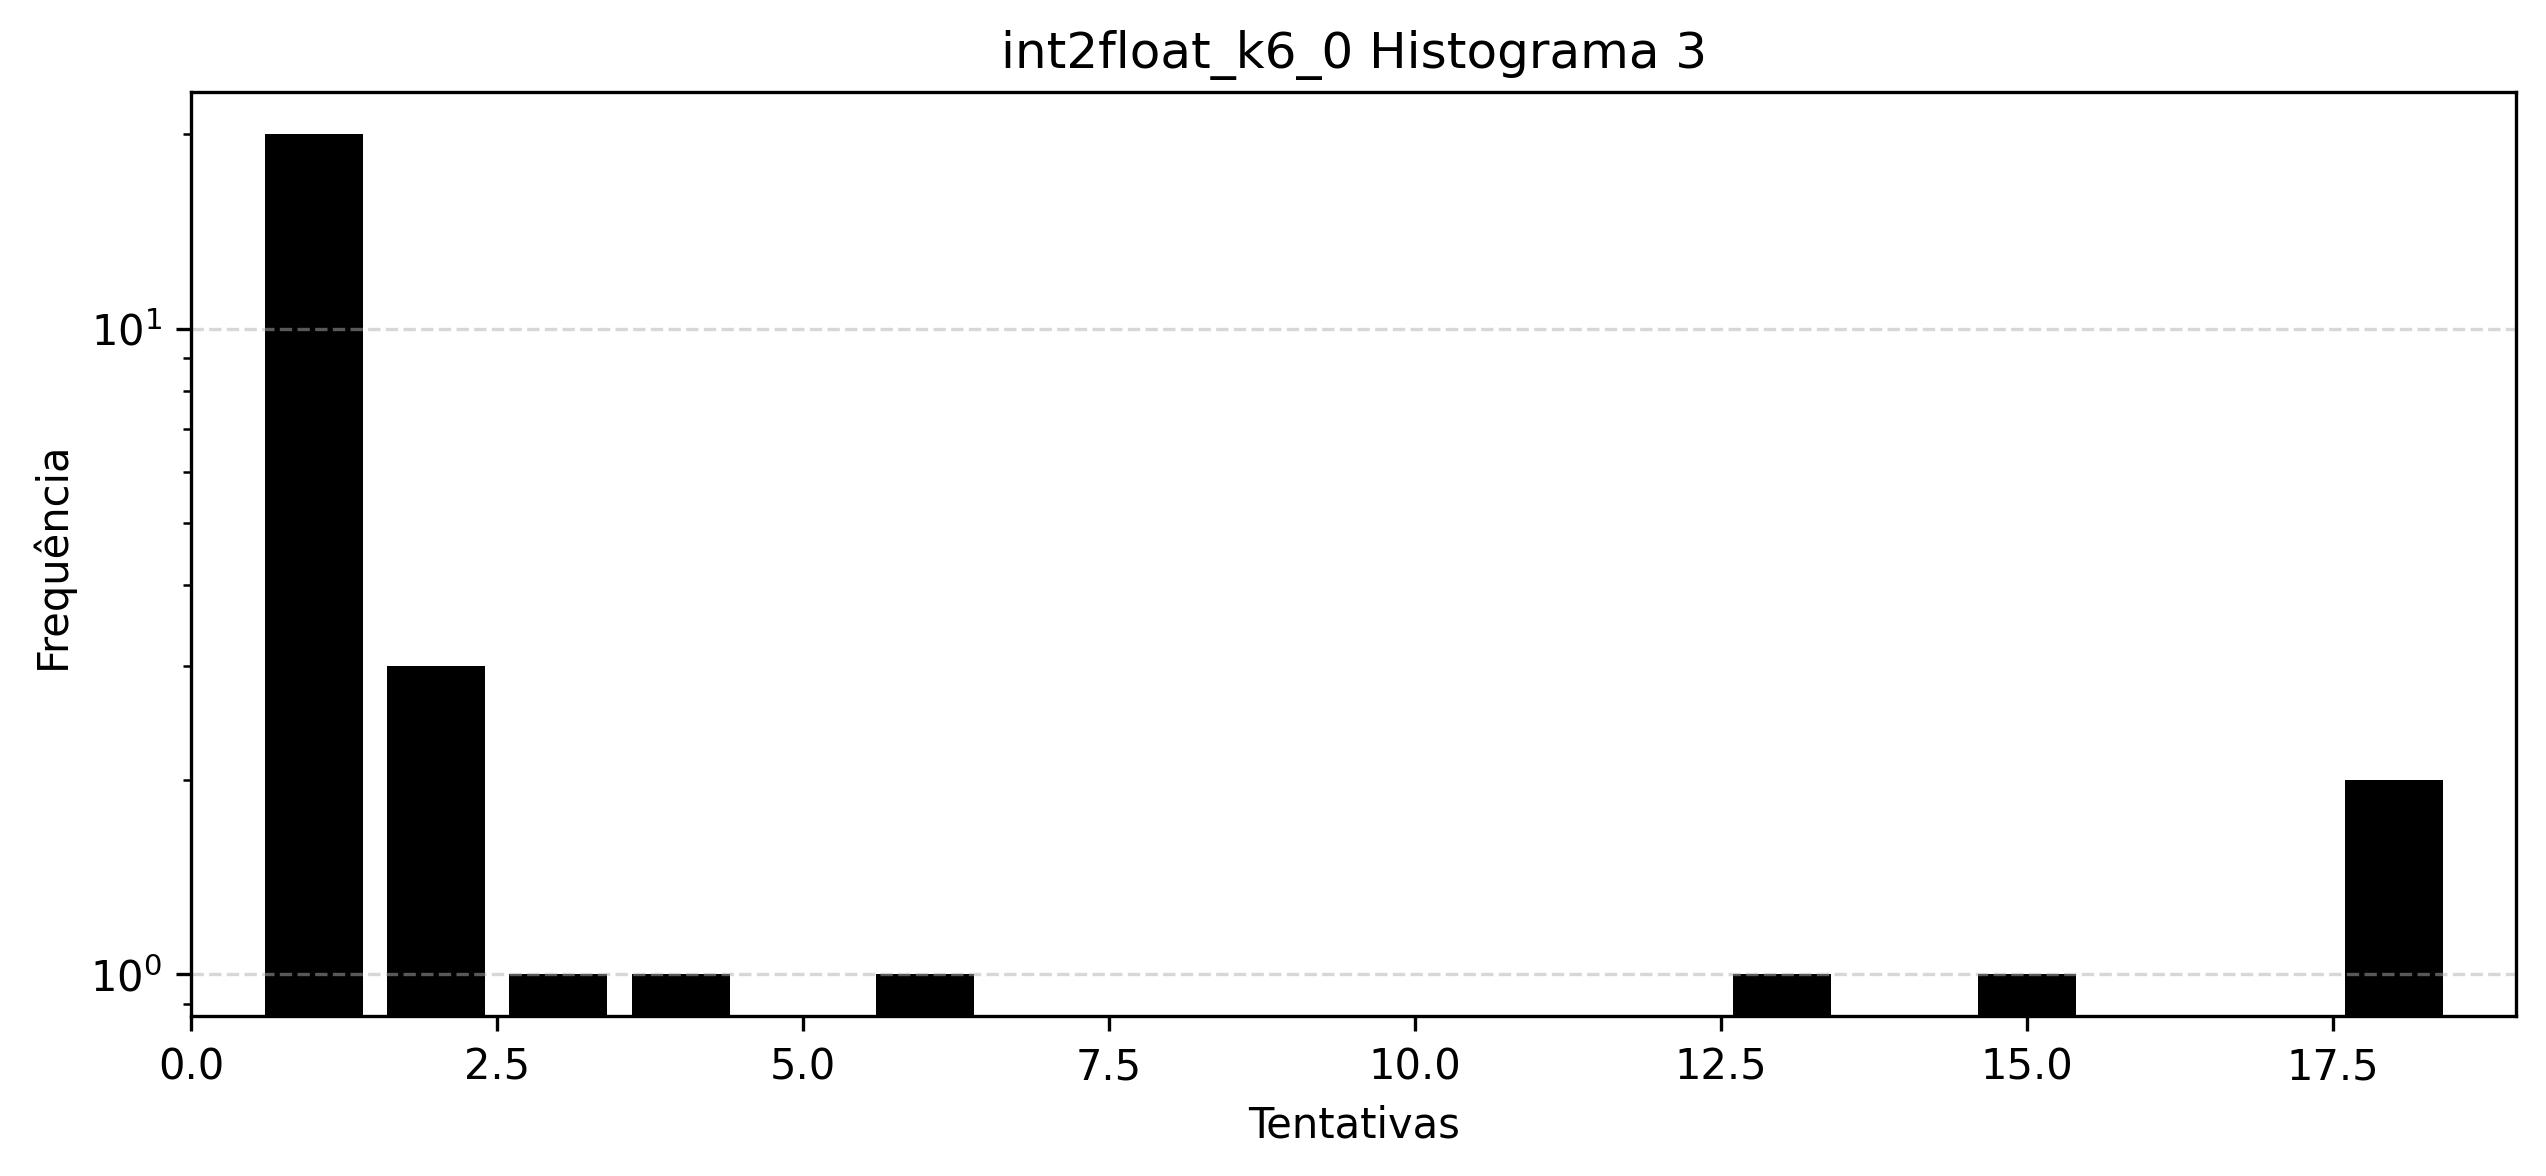 int2float_k6_0 Histograma 3
Frequência
10¹
10⁰
0.0 2.5 5.0 7.5 10.0 12.5 15.0 17.5
Tentativas